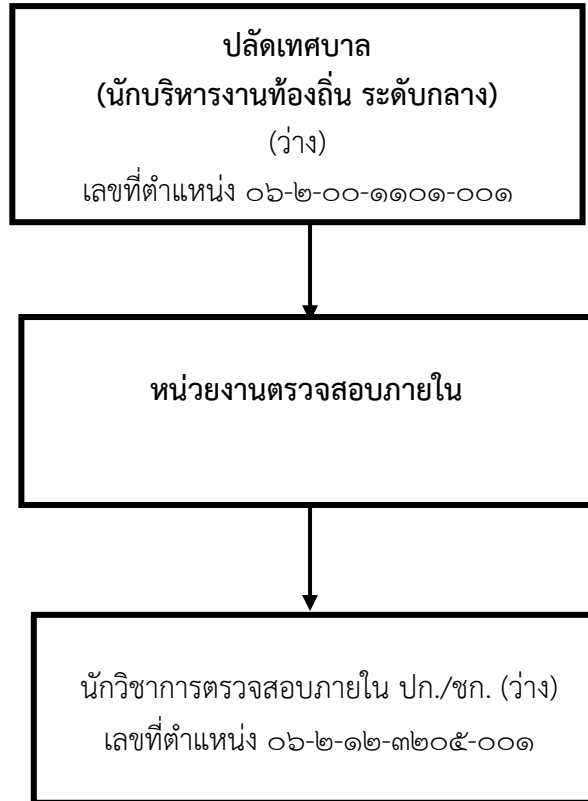 ปลัดเทศบาล
(นักบริหารงานท้องถิ่น ระดับกลาง)
(ว่าง)
เลขที่ตำแหน่ง ๐๖-๒-๐๐-๑๑๐๑-๐๐๑
หน่วยงานตรวจสอบภายใน
นักวิชาการตรวจสอบภายใน ปก./ชก. (ว่าง)
เลขที่ตำแหน่ง ๐๖-๒-๑๒-๓๒๐๕-๐๐๑